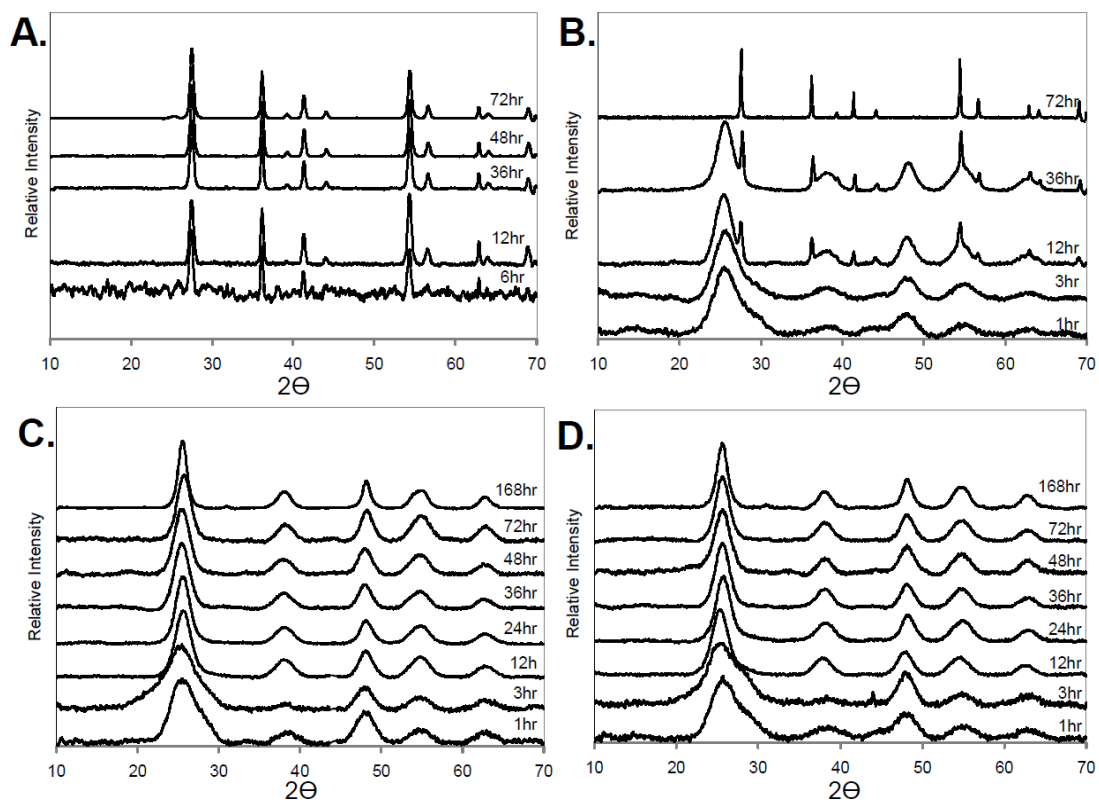 A.
Relative Intensity
72hr
48hr
36hr
12hr
6hr
10 20 30 40 50 60 70
2Θ
B.
Relative Intensity
72hr
36hr
12hr
3hr
1hr
10 20 30 40 50 60 70
2Θ
C.
Relative Intensity
168hr
72hr
48hr
36hr
24hr
12h
3hr
1hr
10 20 30 40 50 60 70
2Θ
D.
Relative Intensity
168hr
72hr
48hr
36hr
24hr
12hr
3hr
1hr
10 20 30 40 50 60 70
2Θ